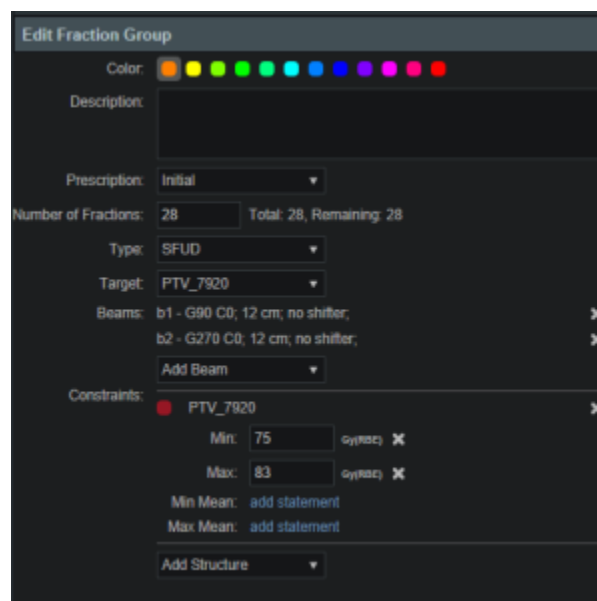 Edit Fraction Group
Color:
Description:
Prescription: Initial
Number of Fractions: 28 Total: 28, Remaining: 28
Type: SFUD
Target: PTV_7920
Beams: b1 - G90 C0; 12 cm; no shifter;
b2 - G270 C0; 12 cm; no shifter;
Add Beam
Constraints:
PTV_7920
Min: 75 Gy(RBE)
Max: 83 Gy(RBE)
Min Mean: add statement
Max Mean: add statement
Add Structure